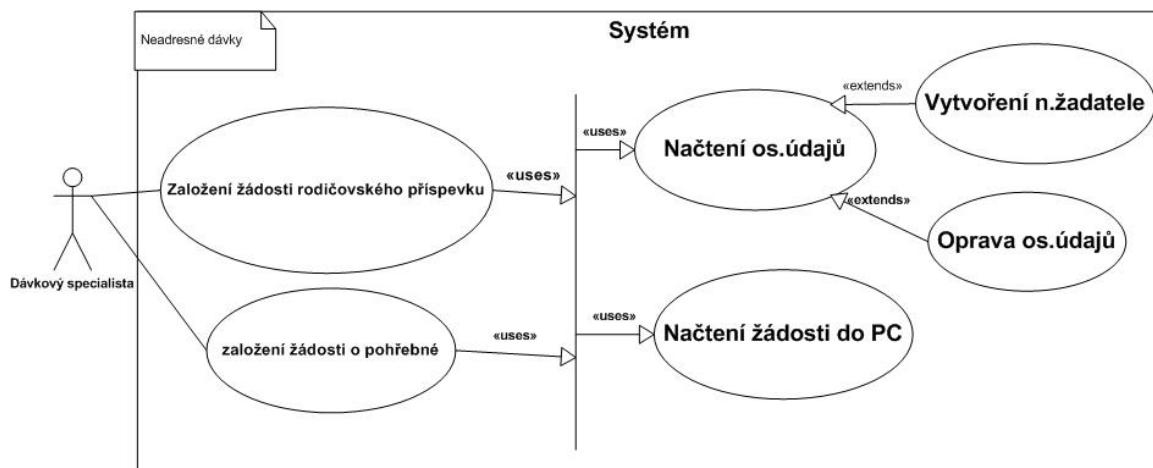 Systém
Neadresné dávky
«extends»
Vytvoření n.žadatele
«uses»
Načtení os.údajů
Založení žádosti rodičovského příspevku
«uses»
«extends»
Oprava os.údajů
Dávkový specialista
«uses»
Načtení žádosti do PC
založení žádosti o pohřebné
«uses»